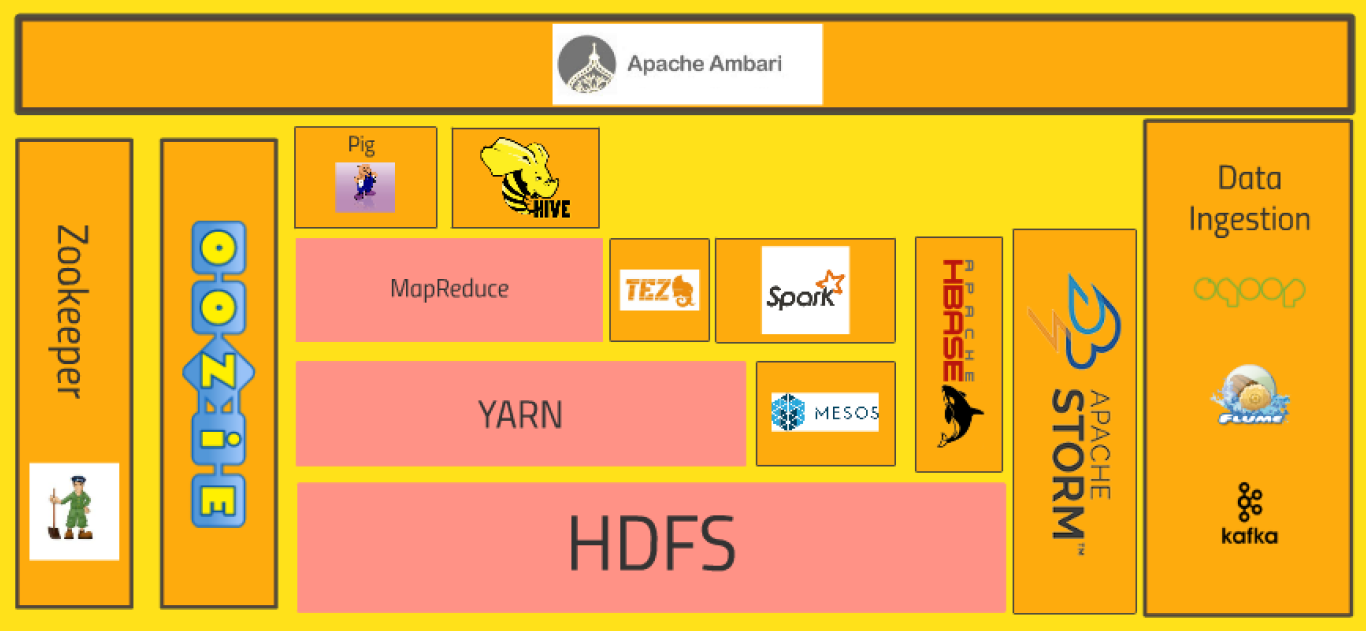 Apache Ambari
Zookeeper
OOZiE
Pig
HIVE
MapReduce
TEZ
Spark
YARN
MESOS
APACHE
HBASE
HDFS
APACHE
STORM™
Data
Ingestion
sqoop
FLUME
kafka